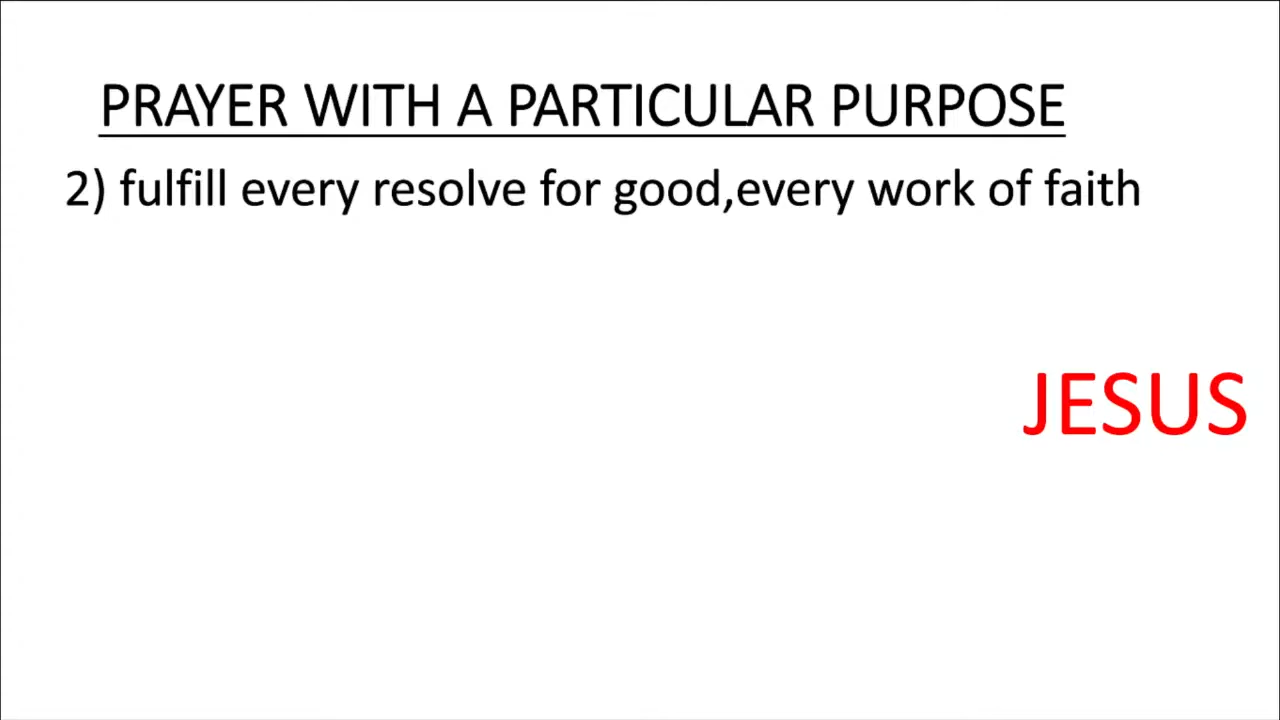 PRAYER WITH A PARTICULAR PURPOSE
2) fulfill every resolve for good,every work of faith
JESUS